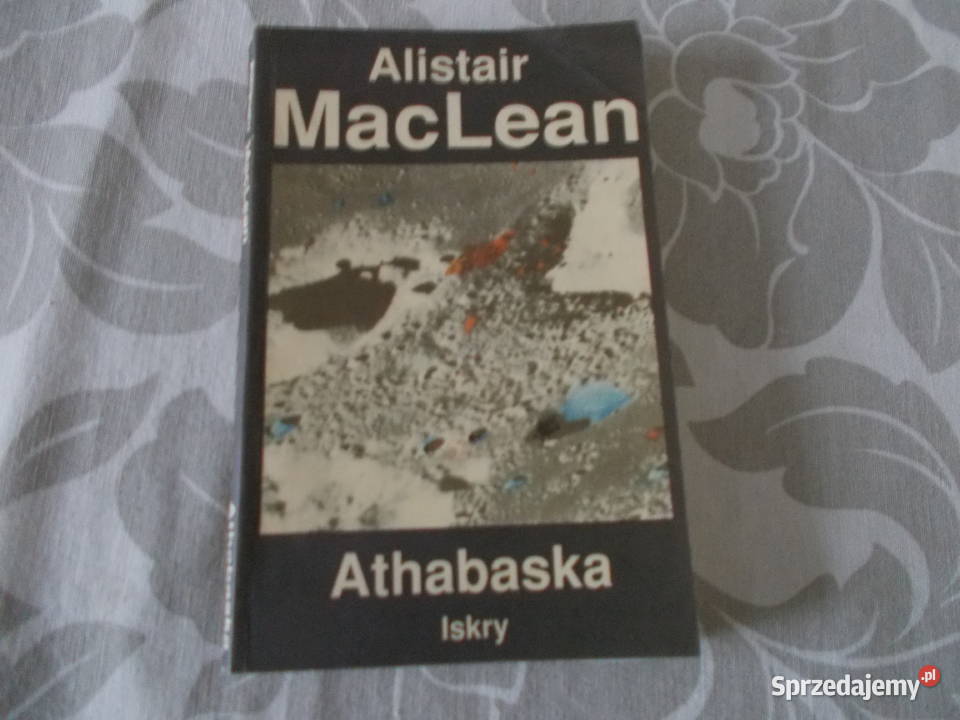 Alistair
MacLean
Athabaska
Iskry
Sprzedajemy.pl